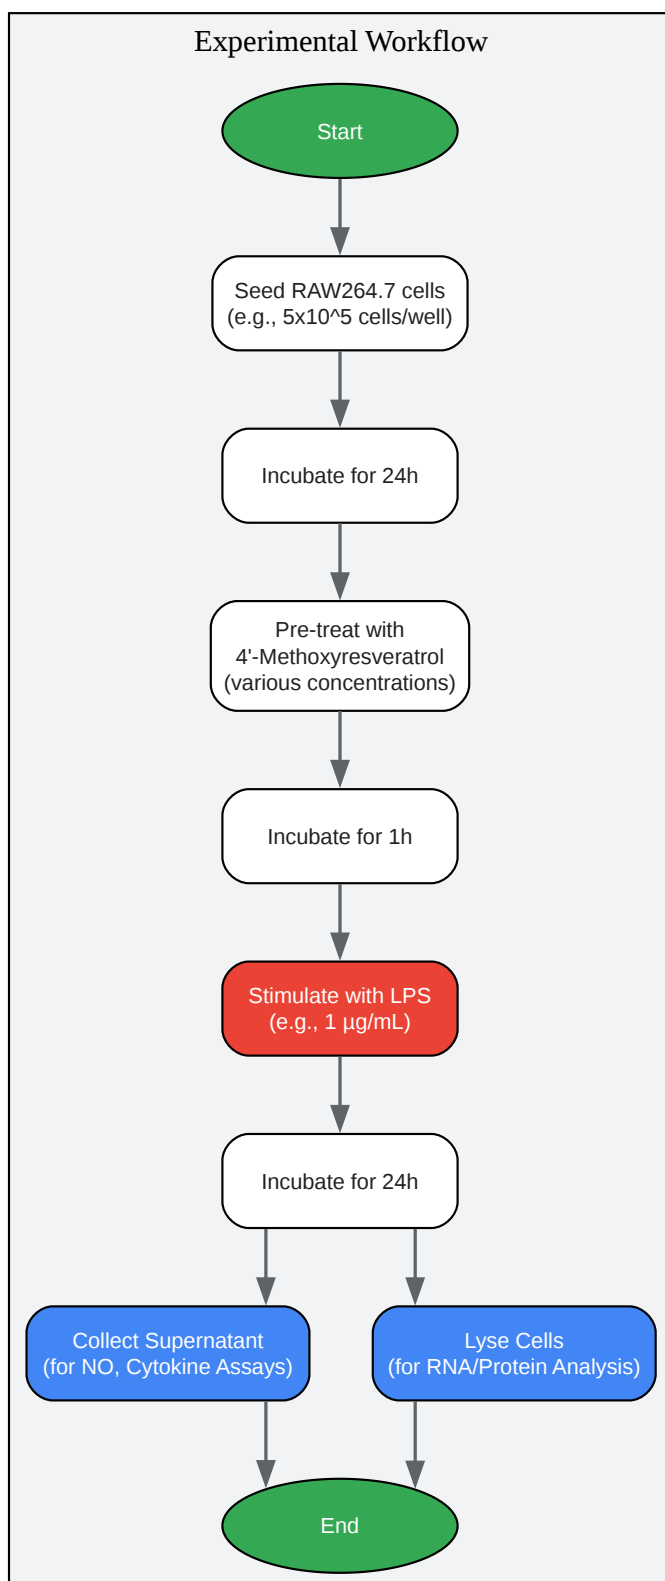 Experimental Workflow
Start
Seed RAW264.7 cells
(e.g., 5x10^5 cells/well)
Incubate for 24h
Pre-treat with
4'-Methoxyresveratrol
(various concentrations)
Incubate for 1h
Stimulate with LPS
(e.g., 1 µg/mL)
Incubate for 24h
Collect Supernatant
(for NO, Cytokine Assays)
Lyse Cells
(for RNA/Protein Analysis)
End